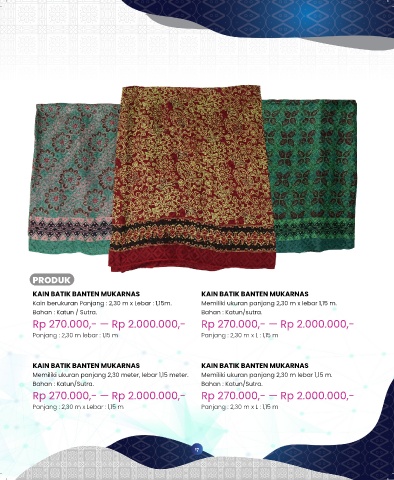 PRODUK
KAIN BATIK BANTEN MUKARNAS
Kain berukuran Panjang : 2,30 m x Lebar : 1,15m.
Bahan : Katun / Sutra.
Rp 270.000,- — Rp 2.000.000,-
Panjang : 2,30 m lebar : 1,15 m
KAIN BATIK BANTEN MUKARNAS
Memiliki ukuran panjang 2,30 m x lebar 1,15 m.
Bahan : Katun/sutra.
Rp 270.000,- — Rp 2.000.000,-
Panjang : 2,30 m x L : 1,15 m
KAIN BATIK BANTEN MUKARNAS
Memiliki ukuran panjang 2,30 meter, lebar 1,15 meter.
Bahan : Katun/Sutra.
Rp 270.000,- — Rp 2.000.000,-
Panjang : 2,30 m x Lebar : 1,15 m
KAIN BATIK BANTEN MUKARNAS
Memiliki ukuran panjang 2,30 m lebar 1,15 m.
Bahan : Katun/Sutra.
Rp 270.000,- — Rp 2.000.000,-
Panjang : 2,30 m x L : 1,15 m